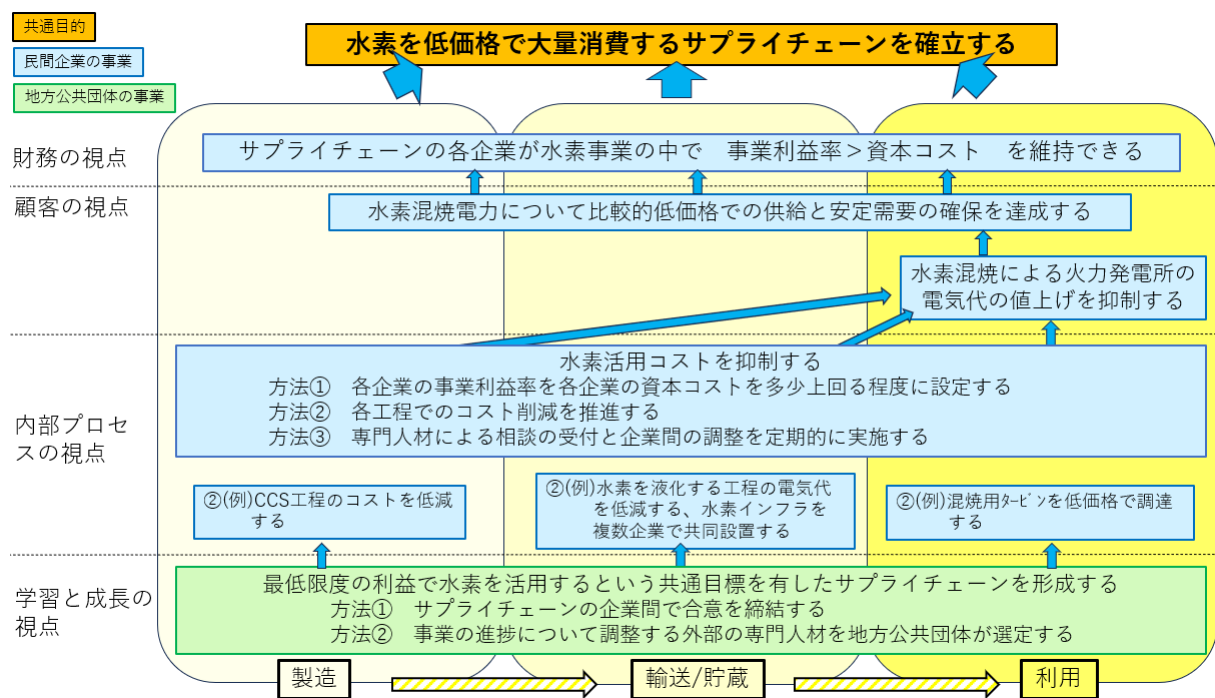 共通目的
民間企業の事業
地方公共団体の事業
水素を低価格で大量消費するサプライチェーンを確立する
財務の視点
サプライチェーンの各企業が水素事業の中で　事業利益率＞資本コスト　を維持できる
顧客の視点
水素混焼電力について比較的低価格での供給と安定需要の確保を達成する
水素混焼による火力発電所の
電気代の値上げを抑制する
内部プロセ
スの視点
水素活用コストを抑制する
方法①　各企業の事業利益率を各企業の資本コストを多少上回る程度に設定する
方法②　各工程でのコスト削減を推進する
方法③　専門人材による相談の受付と企業間の調整を定期的に実施する
②(例)CCS工程のコストを低減
する
②(例)水素を液化する工程の電気代
を低減する、水素インフラを
複数企業で共同設置する
②(例)混焼用ﾀｰﾋﾞﾝを低価格で調達
する
学習と成長の
視点
最低限度の利益で水素を活用するという共通目標を有したサプライチェーンを形成する
方法①　サプライチェーンの企業間で合意を締結する
方法②　事業の進捗について調整する外部の専門人材を地方公共団体が選定する
製造
輸送/貯蔵
利用